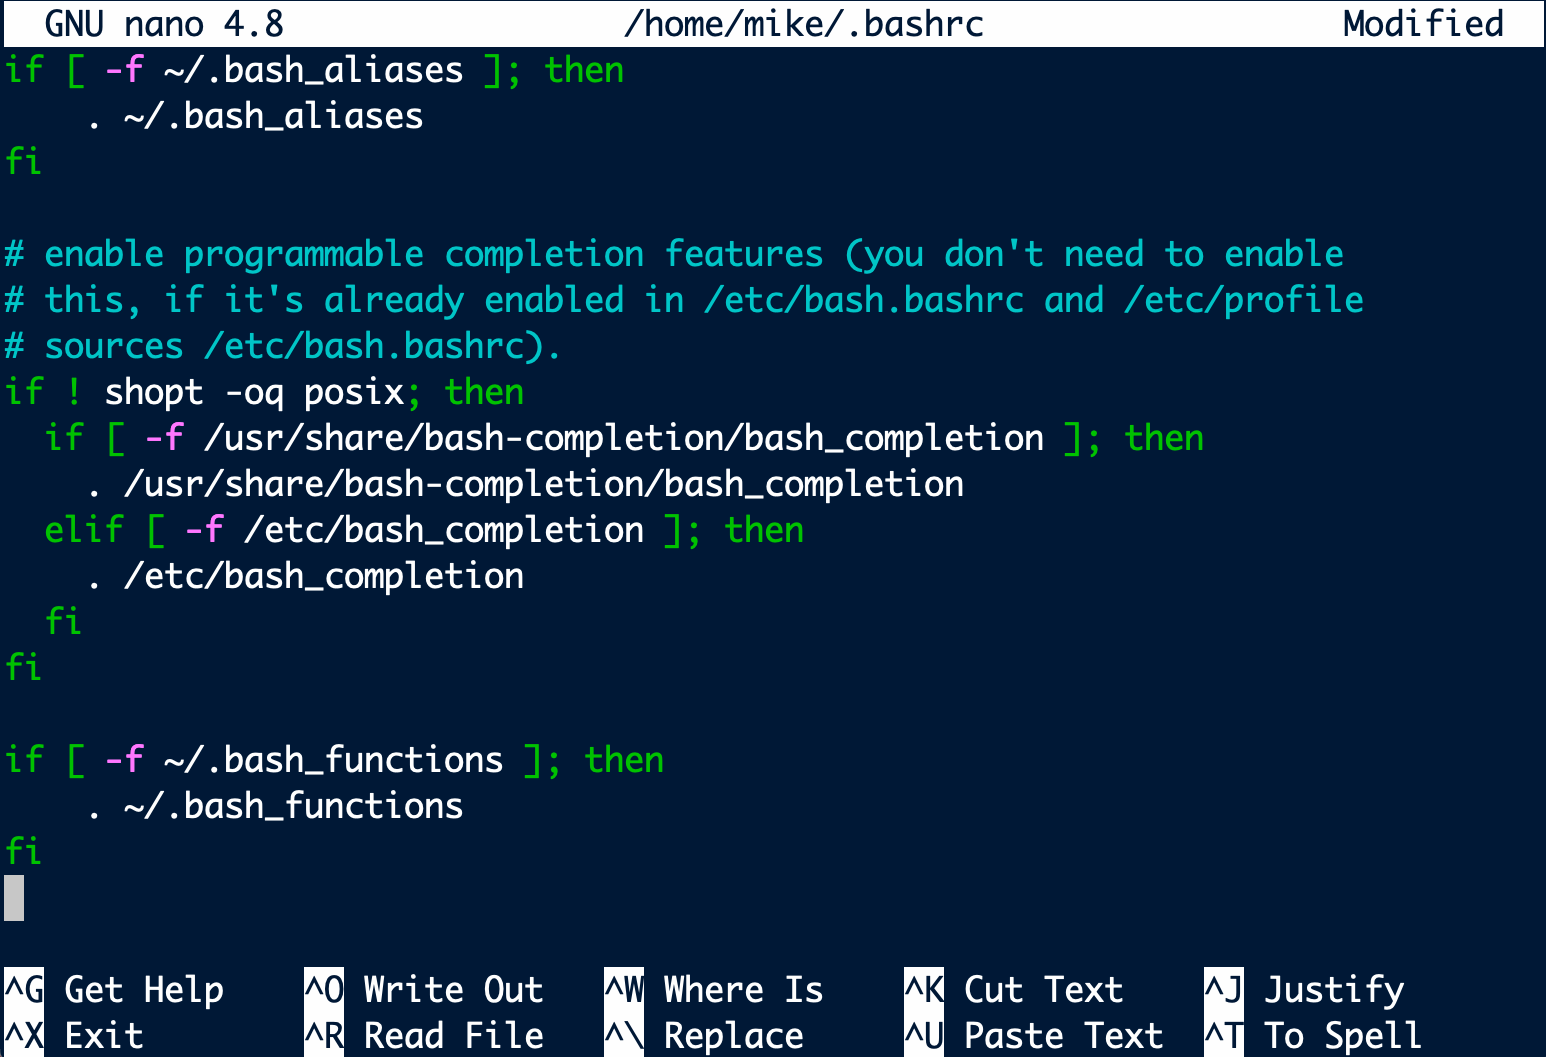 GNU nano 4.8 /home/mike/.bashrc Modified
if [ -f ~/.bash_aliases ]; then
    . ~/.bash_aliases
fi

# enable programmable completion features (you don't need to enable
# this, if it's already enabled in /etc/bash.bashrc and /etc/profile
# sources /etc/bash.bashrc).
if ! shopt -oq posix; then
  if [ -f /usr/share/bash-completion/bash_completion ]; then
    . /usr/share/bash-completion/bash_completion
  elif [ -f /etc/bash_completion ]; then
    . /etc/bash_completion
  fi
fi

if [ -f ~/.bash_functions ]; then
    . ~/.bash_functions
fi

^G Get Help ^O Write Out ^W Where Is ^K Cut Text ^J Justify
^X Exit ^R Read File ^\ Replace ^U Paste Text ^T To Spell